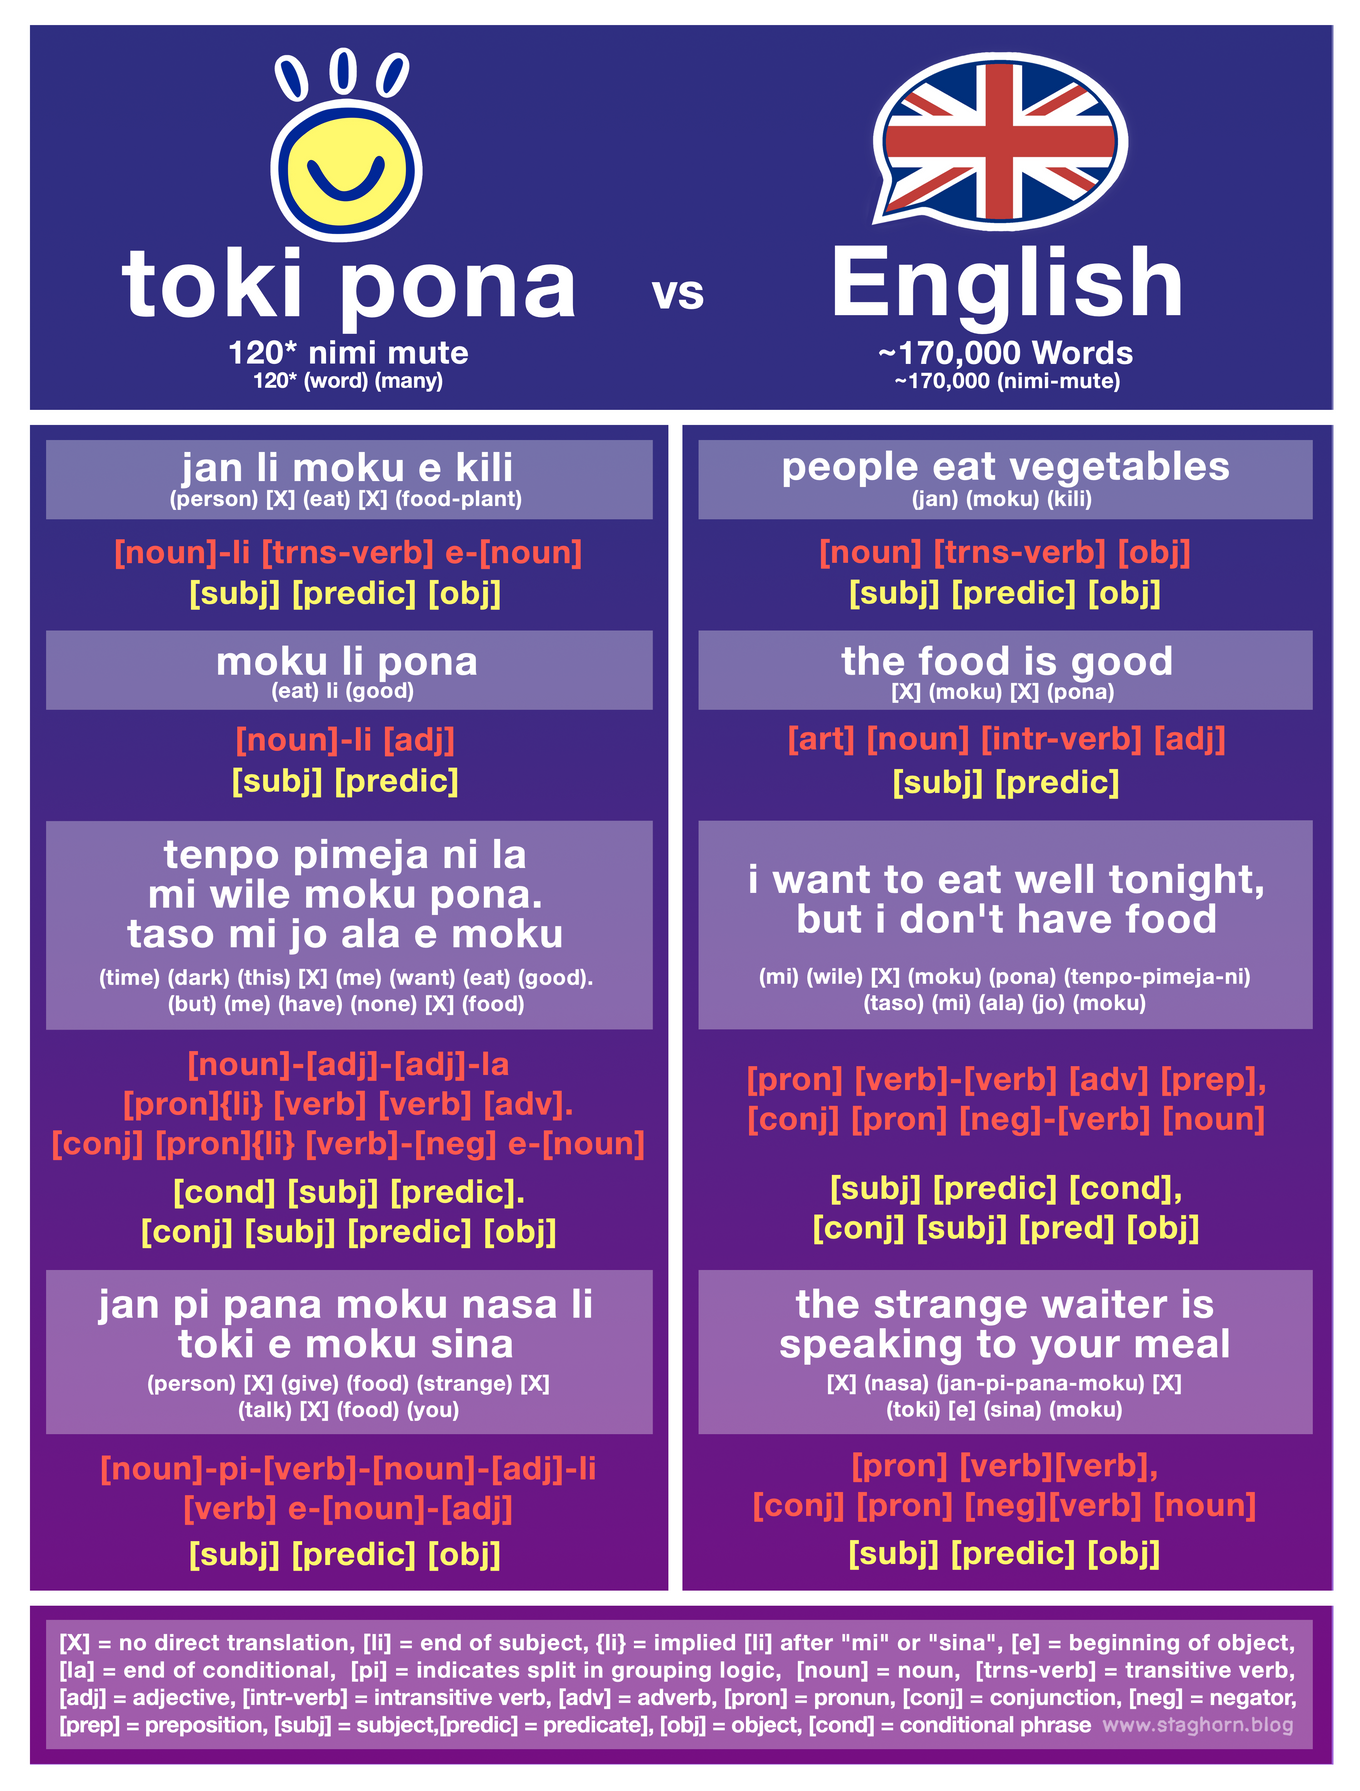 toki pona
vs
English
120* nimi mute
120* (word) (many)
~170,000 Words
~170,000 (nimi-mute)
jan li moku e kili
(person) [X] (eat) [X] (food-plant)
[noun]-li [trns-verb] e-[noun]
[subj] [predic] [obj]
moku li pona
(eat) li (good)
[noun]-li [adj]
[subj] [predic]
tenpo pimeja ni la
mi wile moku pona.
taso mi jo ala e moku
(time) (dark) (this) [X] (me) (want) (eat) (good).
(but) (me) (have) (none) [X] (food)
[noun]-[adj]-[adj]-la
[pron]{li} [verb] [verb] [adv].
[conj] [pron]{li} [verb]-[neg] e-[noun]
[cond] [subj] [predic].
[conj] [subj] [predic] [obj]
jan pi pana moku nasa li
toki e moku sina
(person) [X] (give) (food) (strange) [X]
(talk) [X] (food) (you)
[noun]-pi-[verb]-[noun]-[adj]-li
[verb] e-[noun]-[adj]
[subj] [predic] [obj]
people eat vegetables
(jan) (moku) (kili)
[noun] [trns-verb] [obj]
[subj] [predic] [obj]
the food is good
[X] (moku) [X] (pona)
[art] [noun] [intr-verb] [adj]
[subj] [predic]
i want to eat well tonight,
but i don't have food
(mi) (wile) [X] (moku) (pona) (tenpo-pimeja-ni)
(taso) (mi) (ala) (jo) (moku)
[pron] [verb]-[verb] [adv] [prep],
[conj] [pron] [neg]-[verb] [noun]
[subj] [predic] [cond],
[conj] [subj] [pred] [obj]
the strange waiter is
speaking to your meal
[X] (nasa) (jan-pi-pana-moku) [X]
(toki) [e] (sina) (moku)
[pron] [verb][verb],
[conj] [pron] [neg][verb] [noun]
[subj] [predic] [obj]
[X] = no direct translation, [li] = end of subject, {li} = implied [li] after "mi" or "sina", [e] = beginning of object,
[la] = end of conditional, [pi] = indicates split in grouping logic, [noun] = noun, [trns-verb] = transitive verb,
[adj] = adjective, [intr-verb] = intransitive verb, [adv] = adverb, [pron] = pronun, [conj] = conjunction, [neg] = negator,
[prep] = preposition, [subj] = subject,[predic] = predicate], [obj] = object, [cond] = conditional phrase www.staghorn.blog